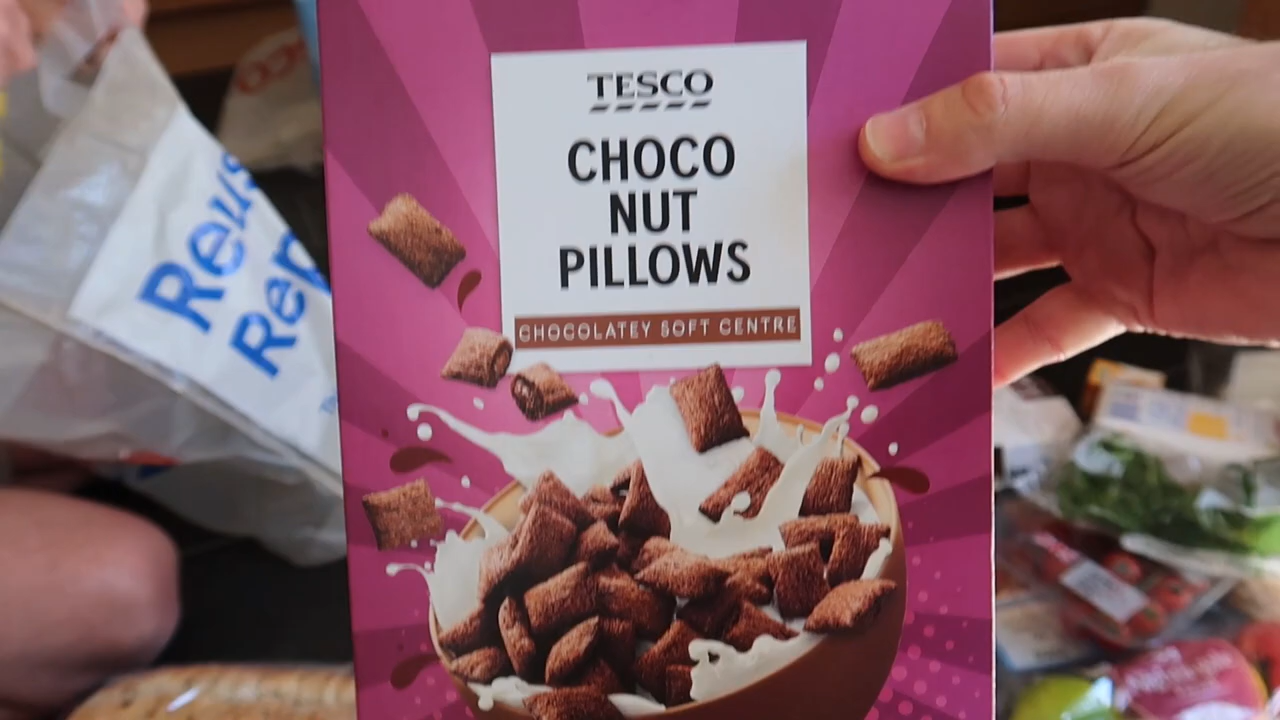 TESCO
CHOCO
NUT
PILLOWS
CHOCOLATEY SOFT CENTRE